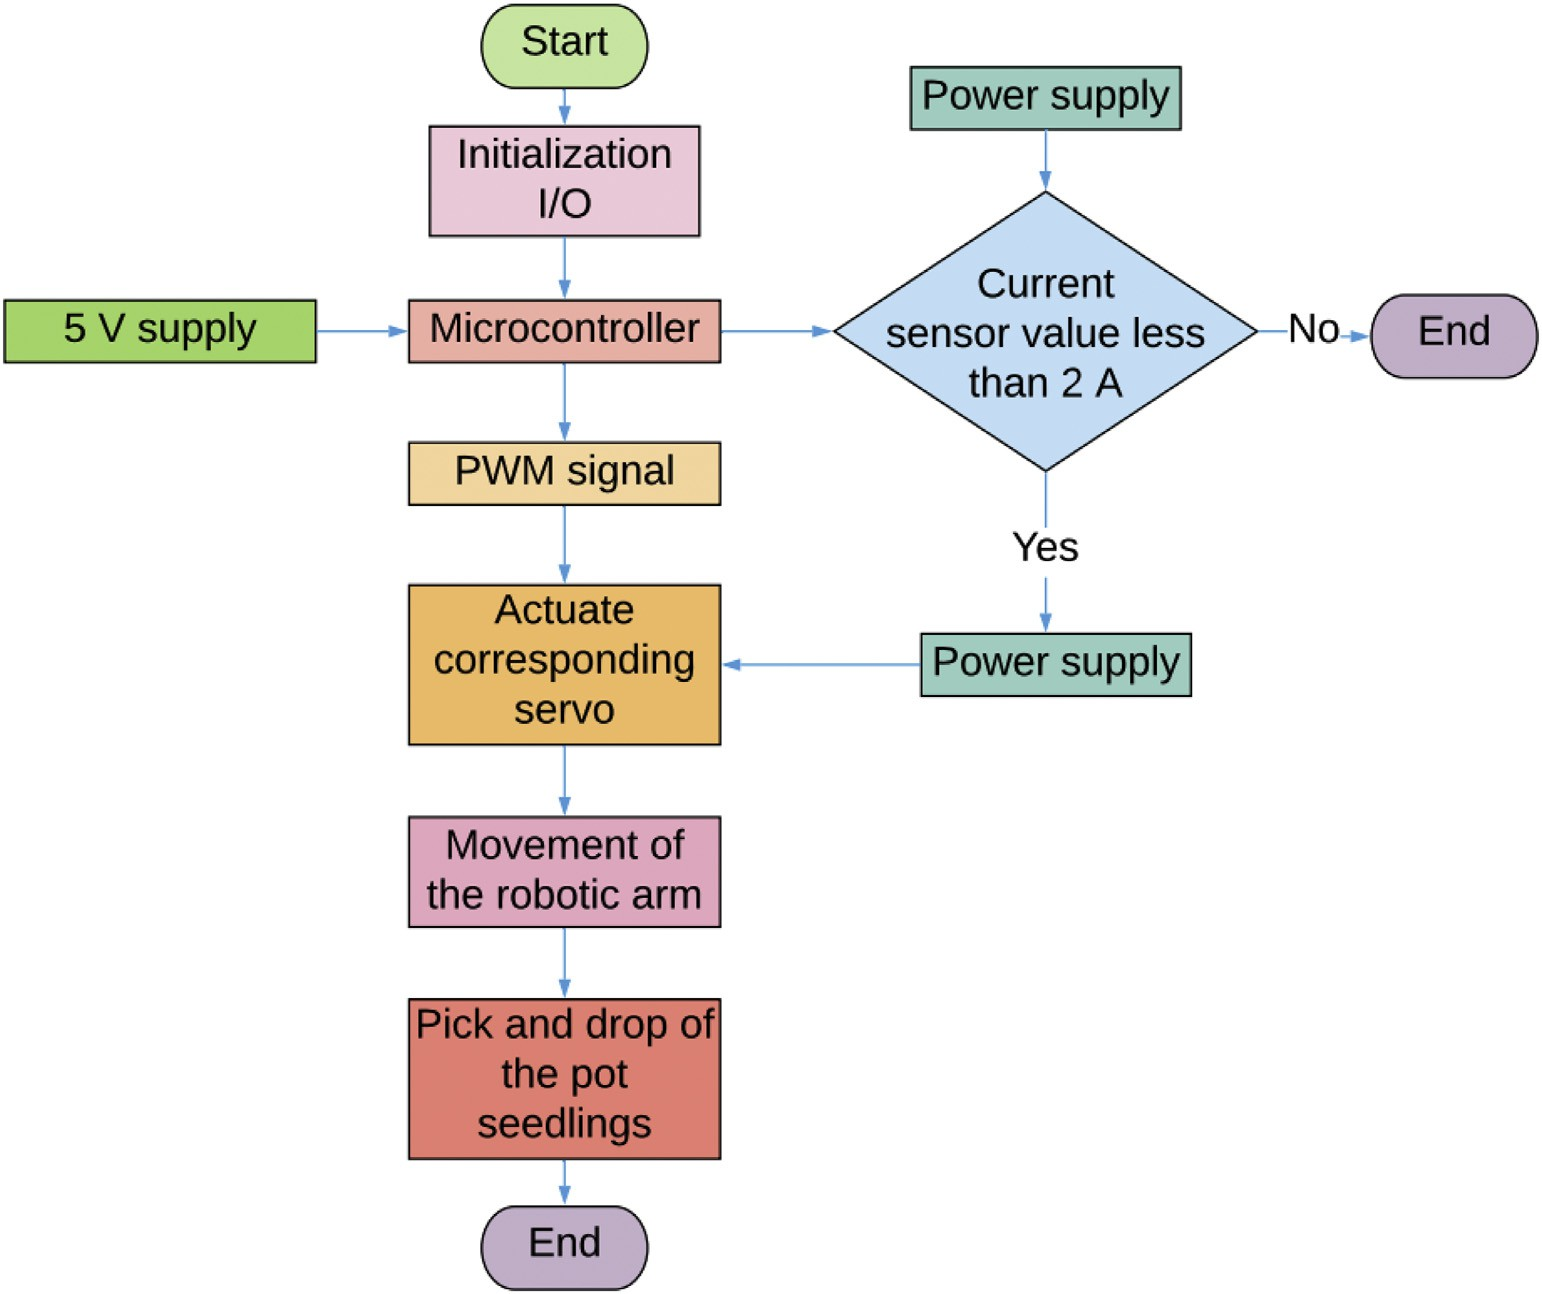 Start
Initialization
I/O
5 V supply
Microcontroller
PWM signal
Actuate
corresponding
servo
Movement of
the robotic arm
Pick and drop of
the pot
seedlings
End
Power supply
Current
sensor value less
than 2 A
No
End
Yes
Power supply